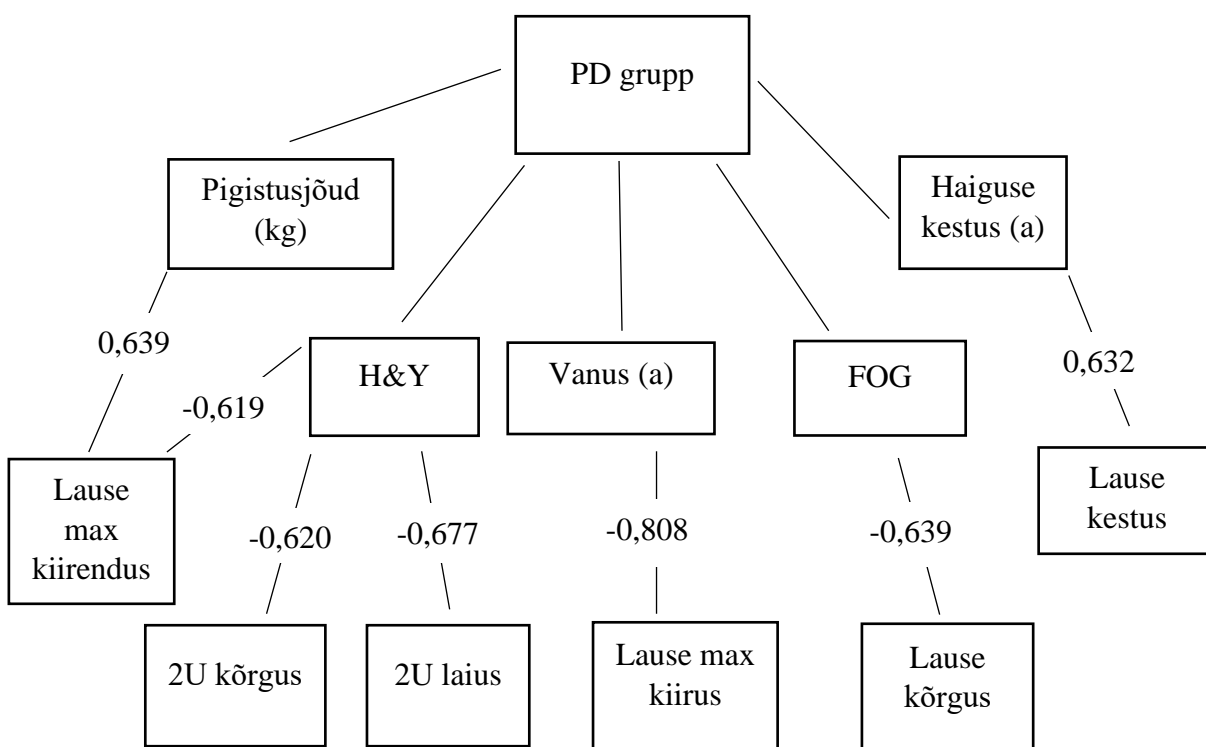 PD grupp
Pigistusjõud
(kg)
Haiguse
kestus (a)
0,639
H&Y
Vanus (a)
FOG
0,632
-0,619
Lause
max
kiirendus
Lause
kestus
-0,620
-0,677
-0,808
-0,639
2U kõrgus
2U laius
Lause max
kiirus
Lause
kõrgus